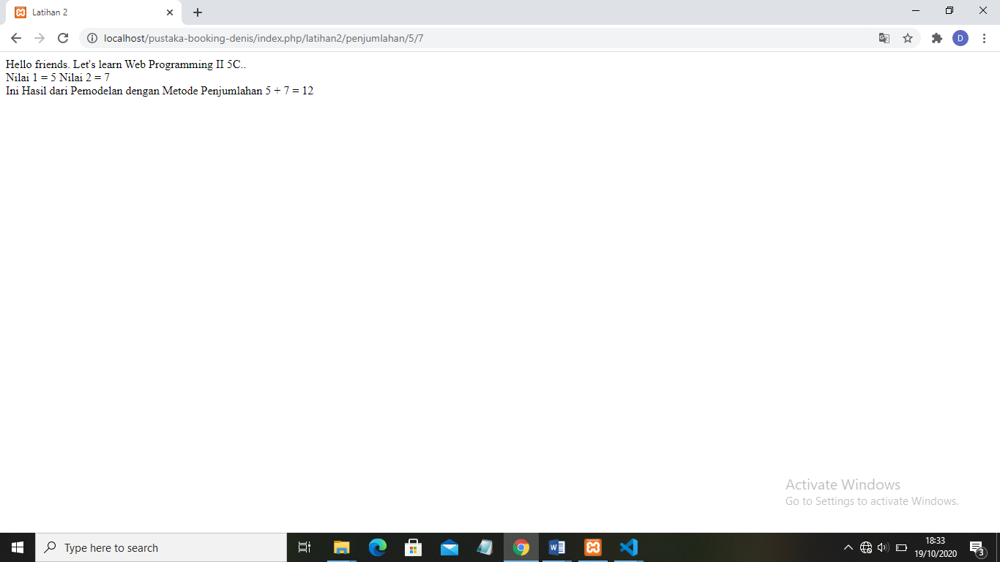 Latihan 2
localhost/pustaka-booking-denis/index.php/latihan2/penjumlahan/5/7
D
Hello friends. Let's learn Web Programming II 5C..
Nilai 1 = 5 Nilai 2 = 7
Ini Hasil dari Pemodelan dengan Metode Penjumlahan 5 + 7 = 12
Activate Windows
Go to Settings to activate Windows.
Type here to search
18:33
19/10/2020
3